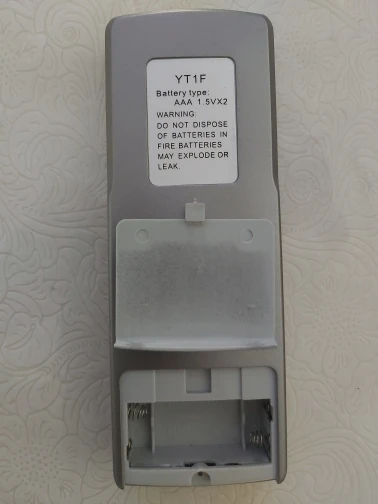 YT1F
Battery type:
AAA 1.5VX2
WARNING:
DO NOT DISPOSE
OF BATTERIES IN
FIRE BATTERIES
MAY EXPLODE OR
LEAK.